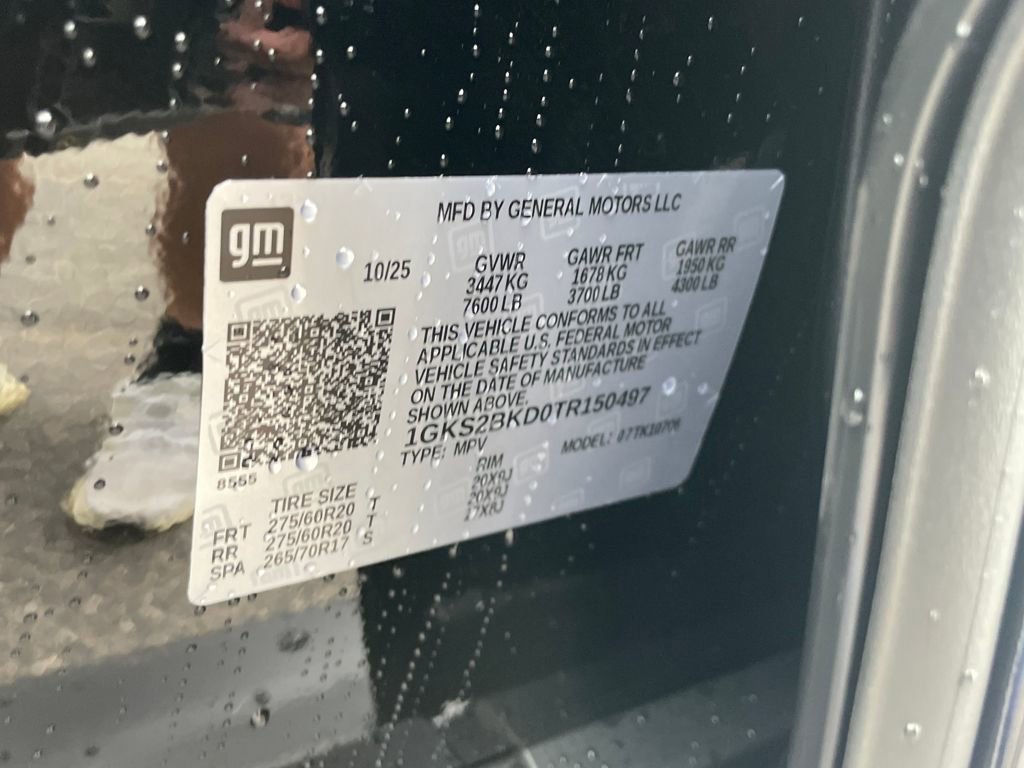 gm
MFD BY GENERAL MOTORS LLC
10/25
GVWR GAWR FRT GAWR RR
3447 KG 1678 KG 1950 KG
7600 LB 3700 LB 4300 LB
THIS VEHICLE CONFORMS TO ALL
APPLICABLE U.S. FEDERAL MOTOR
VEHICLE SAFETY STANDARDS IN EFFECT
ON THE DATE OF MANUFACTURE
SHOWN ABOVE.
1GKS2BKD0TR150497
TYPE: MPV MODEL:
8555
TIRE SIZE RIM
FRT 275/60R20 T 20X9J
RR 275/60R20 T 20X9J
SPA 265/70R17 S 17X8J